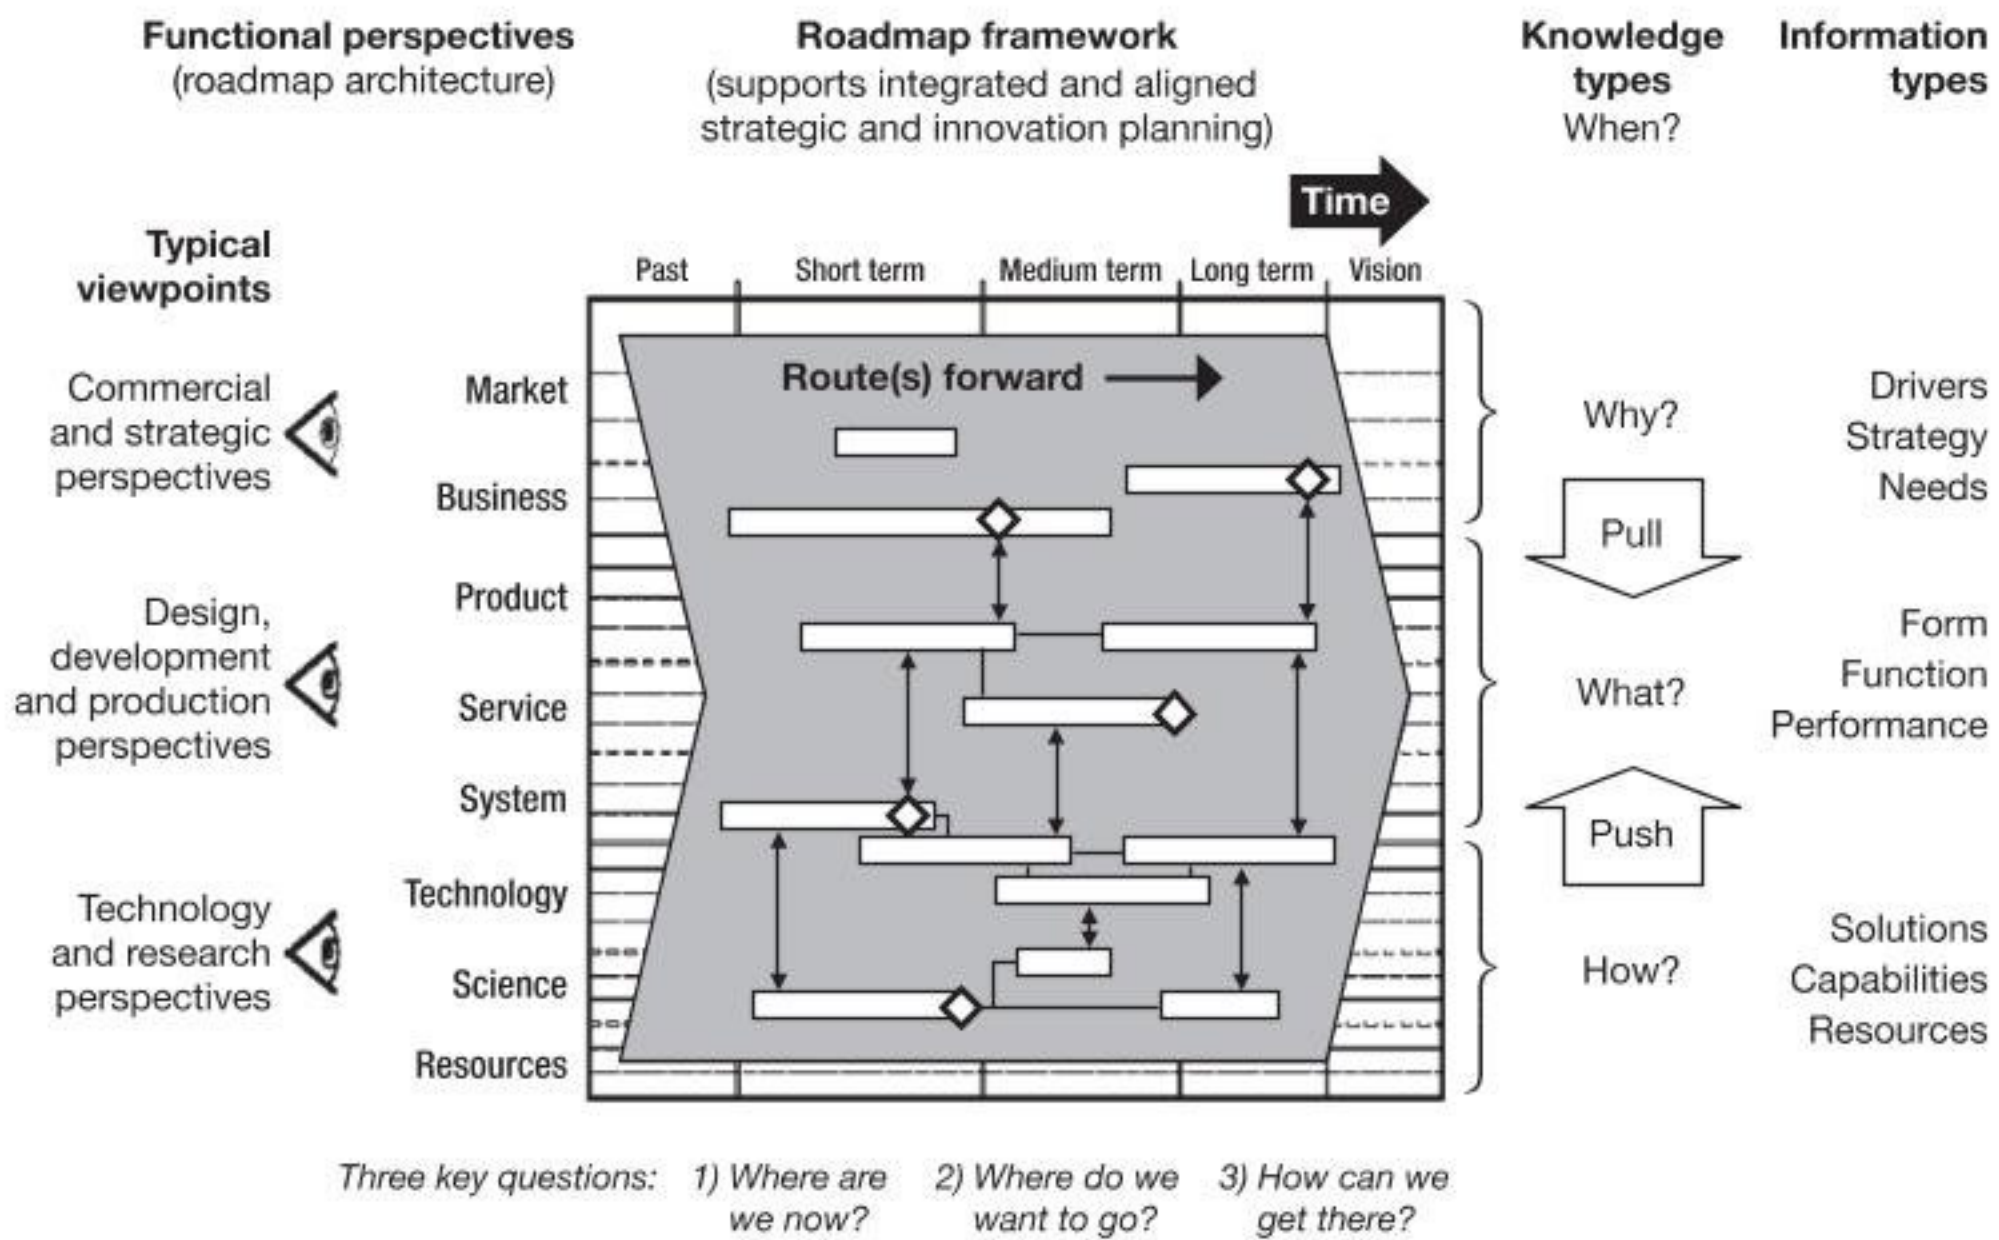 Functional perspectives
(roadmap architecture)
Roadmap framework
(supports integrated and aligned
strategic and innovation planning)
Knowledge
types
When?
Information
types
Time
Typical
viewpoints
Past
Short term
Medium term
Long term
Vision
Commercial
and strategic
perspectives
Design,
development
and production
perspectives
Technology
and research
perspectives
Market
Business
Product
Service
System
Technology
Science
Resources
Route(s) forward
Why?
Pull
What?
Push
How?
Drivers
Strategy
Needs
Form
Function
Performance
Solutions
Capabilities
Resources
Three key questions:
1) Where are
we now?
2) Where do we
want to go?
3) How can we
get there?